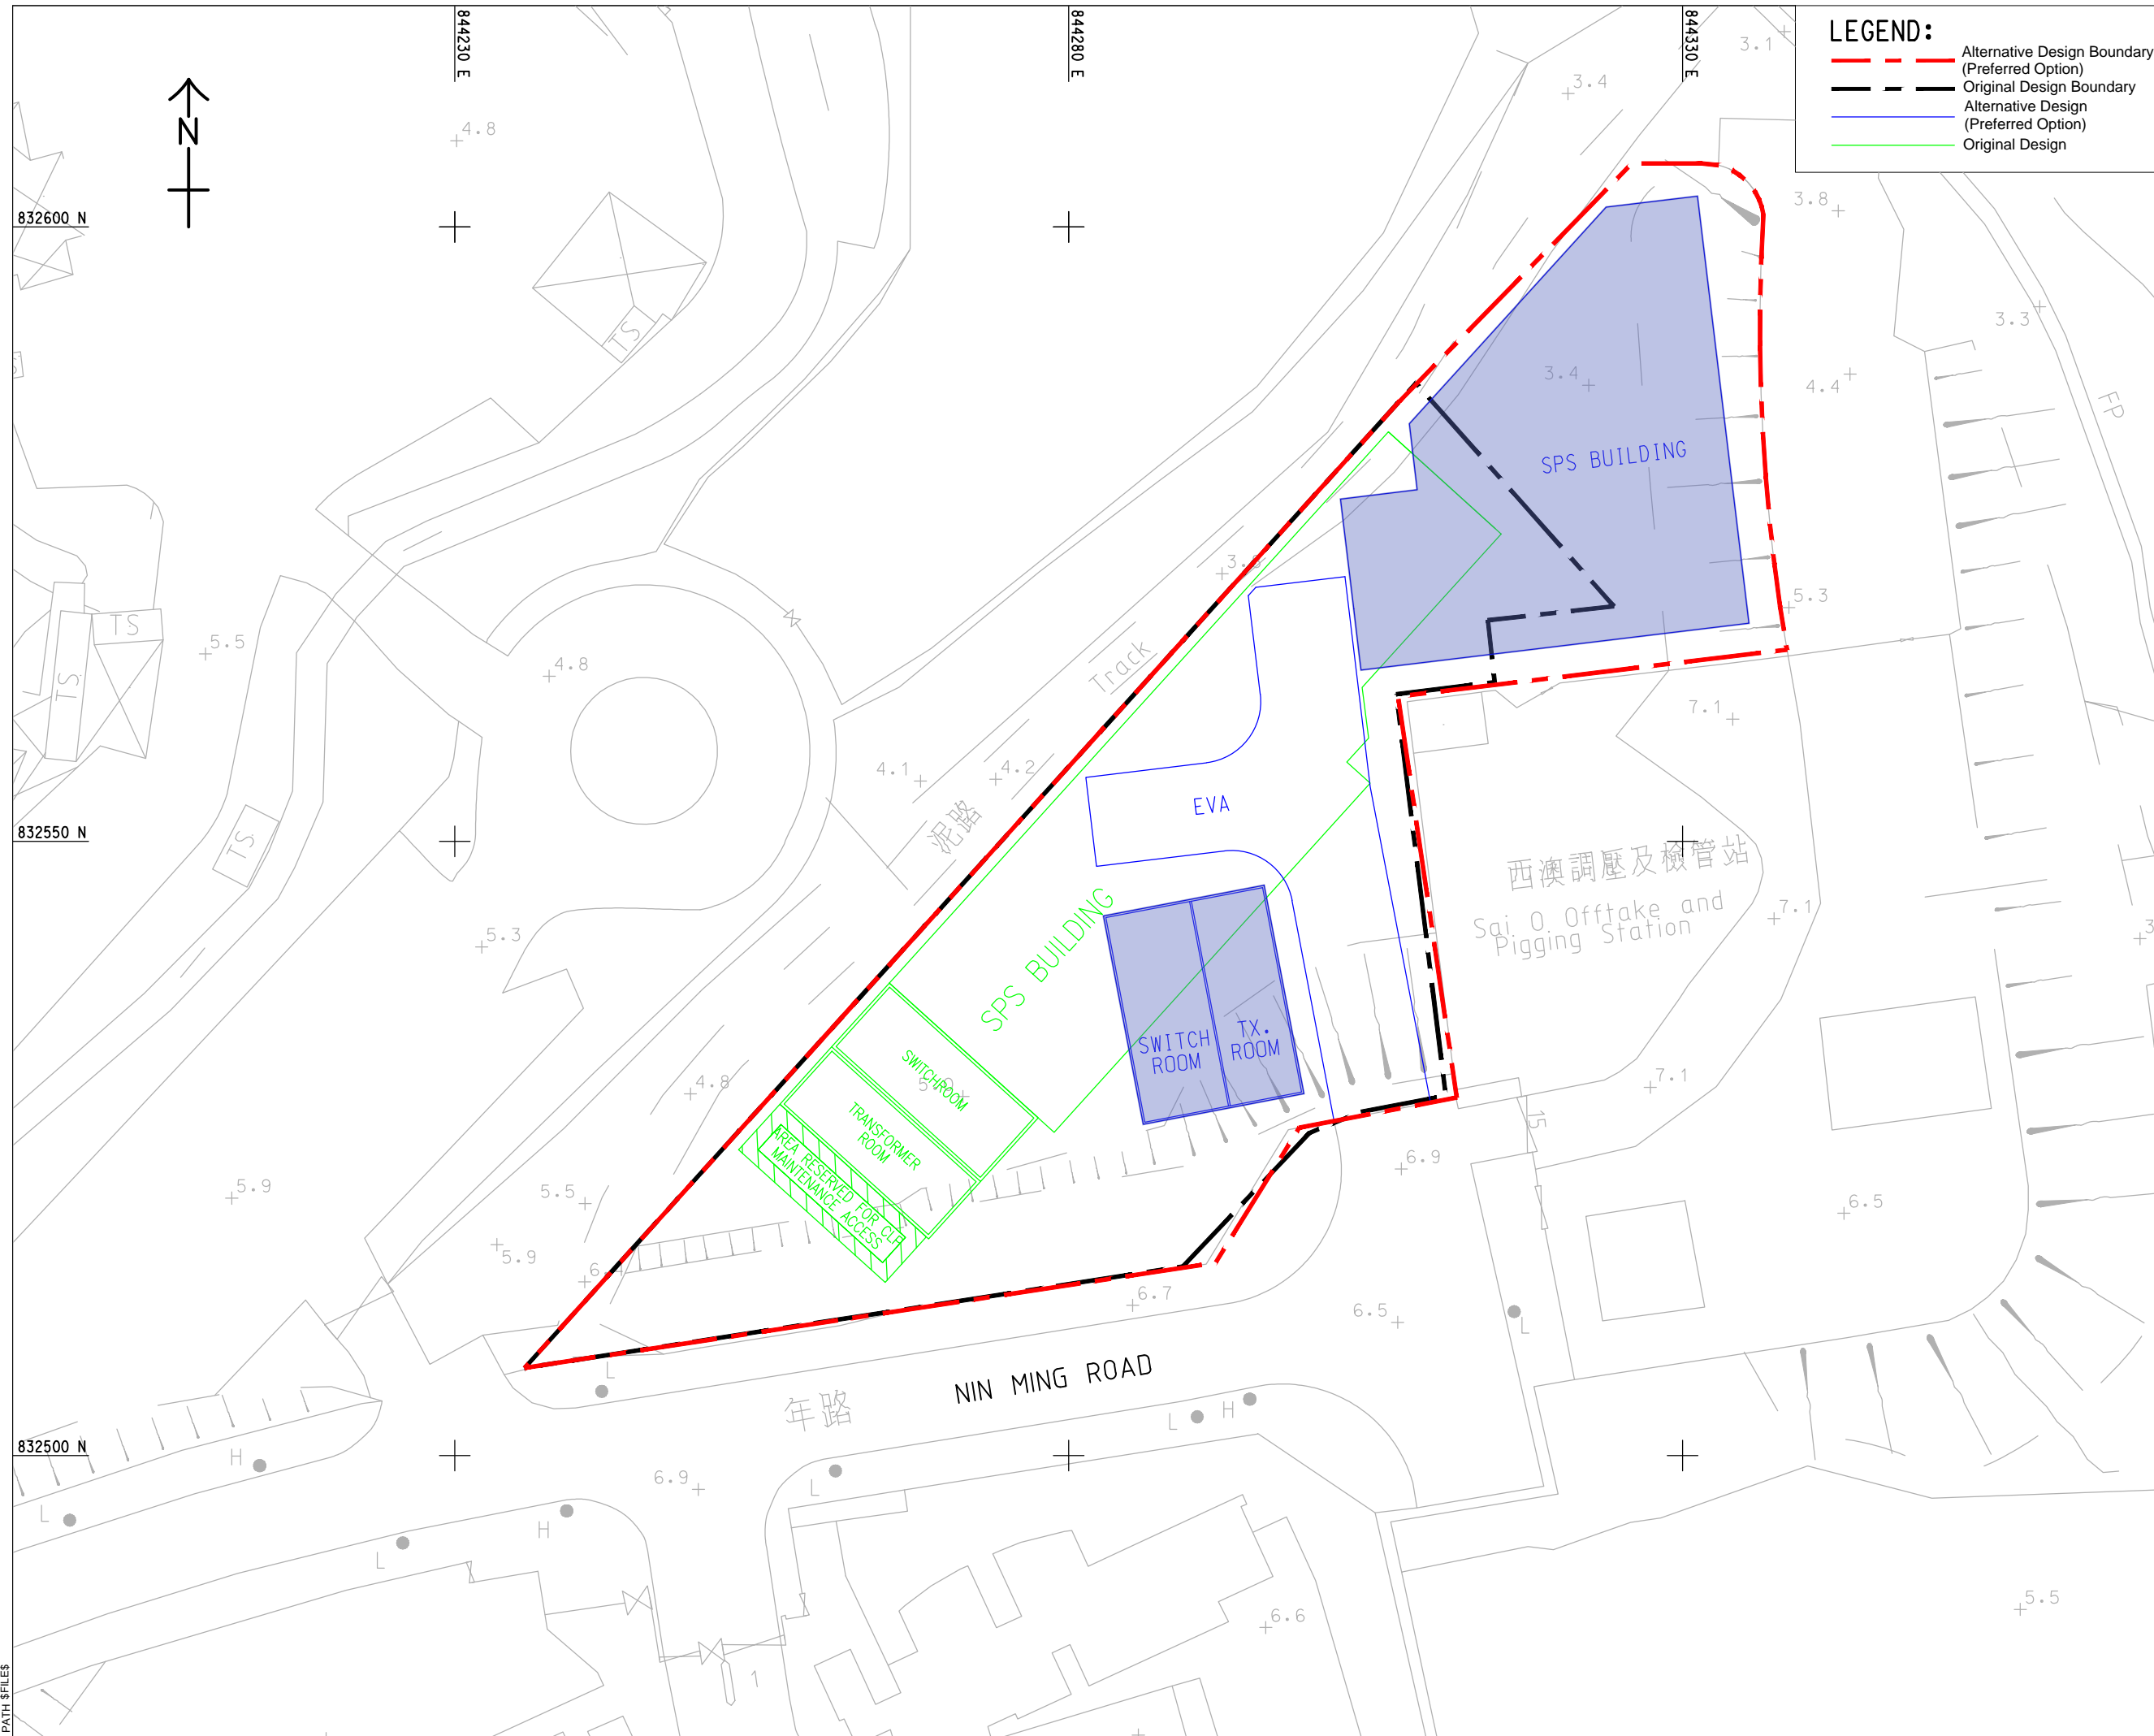 844230 E
844280 E
844330 E
LEGEND:
Alternative Design Boundary
(Preferred Option)
Original Design Boundary
Alternative Design
(Preferred Option)
Original Design
3.1
3.4
4.8
N
3.8
832600 N
3.3
TS
3.4
4.4
FP
SPS BUILDING
5.3
TS
5.5
4.8
TS
Track
7.1
4.1
4.2
EVA
泥路
832550 N
TS
西澳調壓及檢管站
Sai O Offtake and
Pigging Station
7.1
5.3
SPS BUILDING
SWITCH
ROOM
TX.
ROOM
SWITCHROOM
4.8
7.1
TRANSFORMER
ROOM
15
AREA RESERVED FOR CLP
MAINTENANCE ACCESS
6.9
5.9
5.5
6.5
5.9
6.7
6.5
L
L
NIN MING ROAD
年路
L
H
832500 N
H
6.9
L
L
H
L
5.5
6.6
1
PATH $FILE$